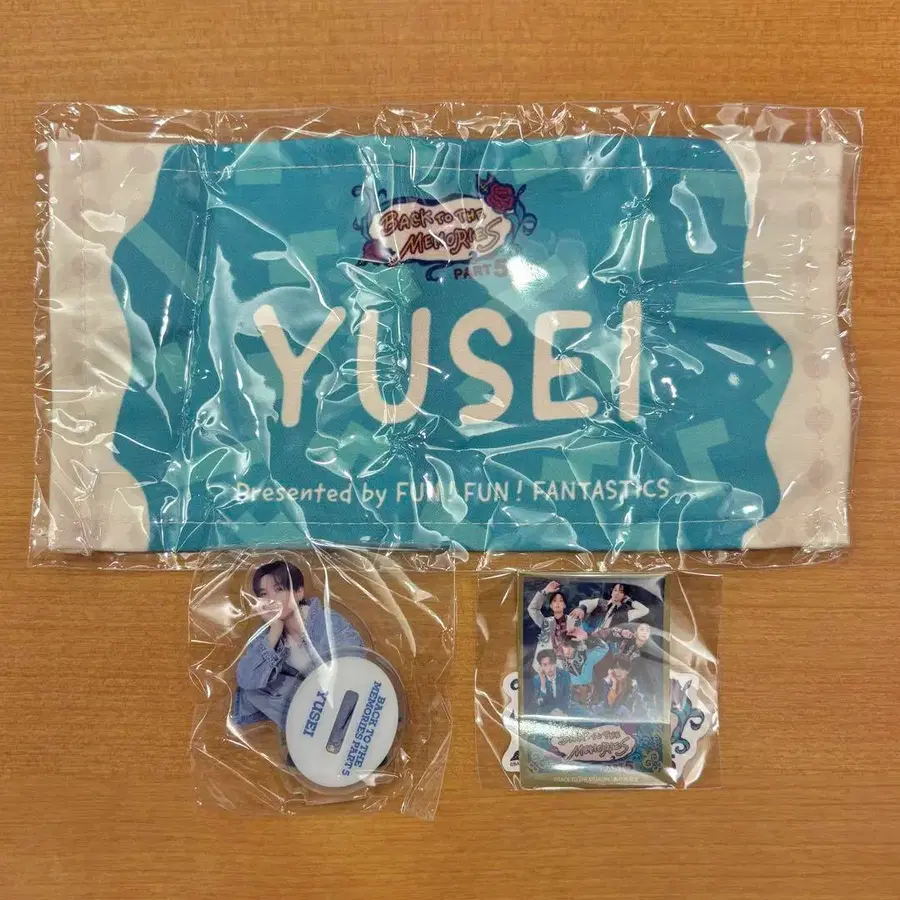 BACK TO THE
MEMORIES
PART5
YUSEI
Presented by FUN! FUN! FANTASTICS
BACK TO THE
MEMORIES PART 5
YUSEI
BACK TO THE
MEMORIES